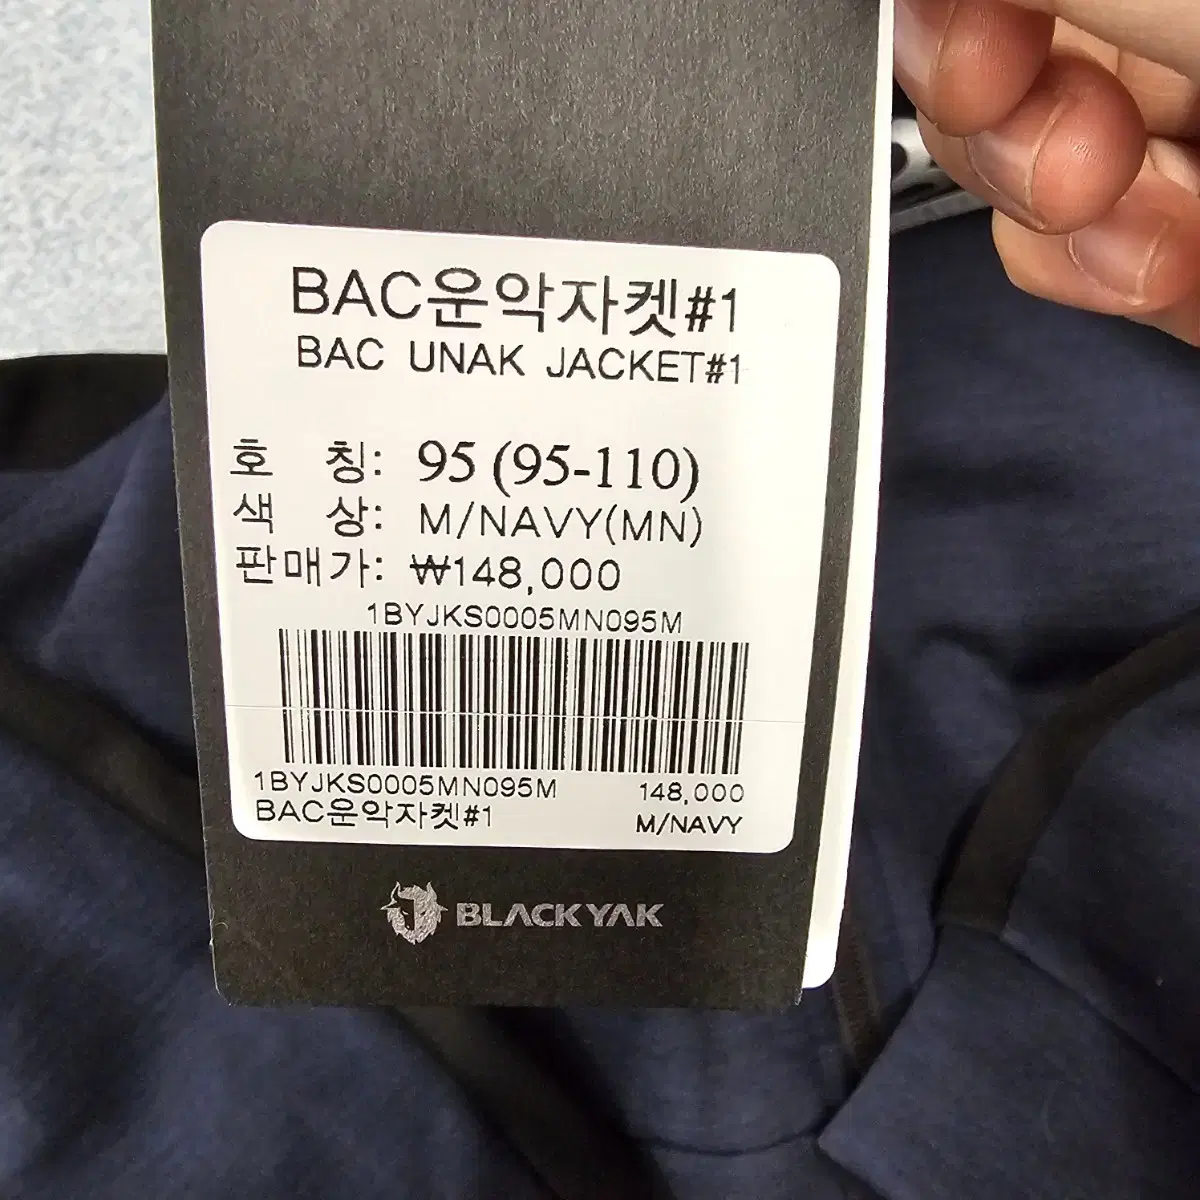 BAC운악자켓#1
BAC UNAK JACKET#1
호 칭: 95 (95-110)
색 상: M/NAVY(MN)
판매가: ₩148,000
1BYJKS0005MN095M
1BYJKS0005MN095M 148,000
BAC운악자켓#1 M/NAVY
BLACKYAK